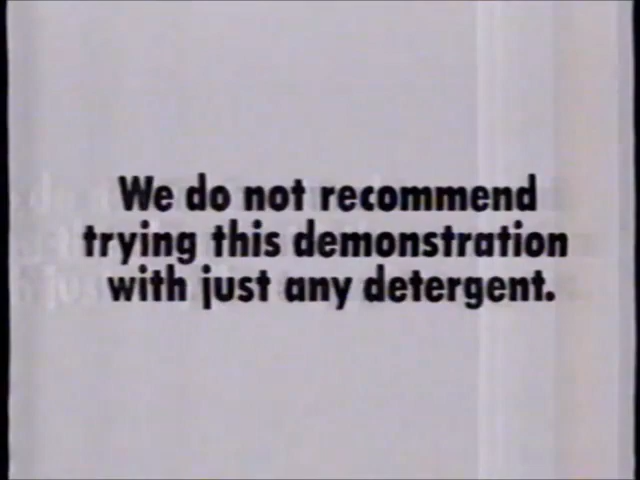 We do not recommend
trying this demonstration
with just any detergent.